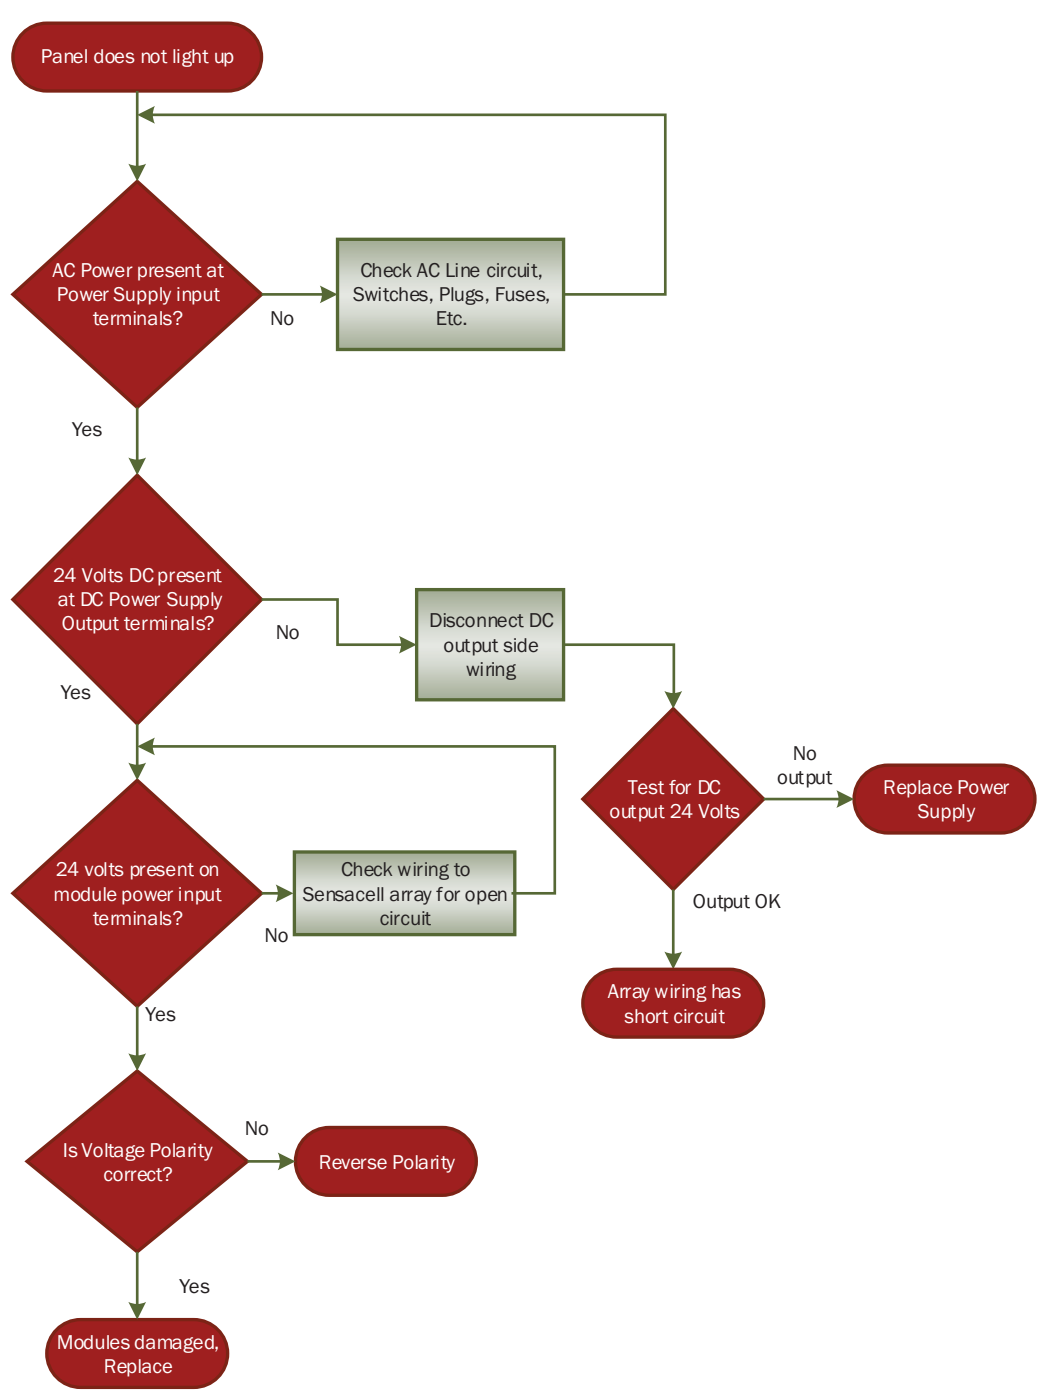 Panel does not light up
AC Power present at
Power Supply input
terminals?
No
Check AC Line circuit,
Switches, Plugs, Fuses,
Etc.
Yes
24 Volts DC present
at DC Power Supply
Output terminals?
No
Disconnect DC
output side
wiring
Yes
Test for DC
output 24 Volts
No
output
Replace Power
Supply
24 volts present on
module power input
terminals?
No
Check wiring to
Sensacell array for open
circuit
Output OK
Array wiring has
short circuit
Yes
Is Voltage Polarity
correct?
No
Reverse Polarity
Yes
Modules damaged,
Replace